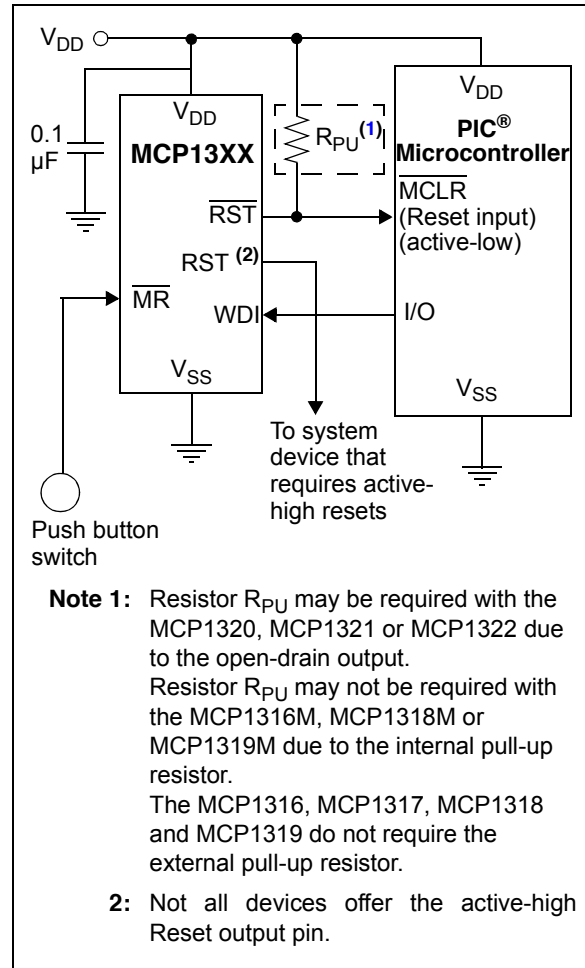 VDD
0.1
µF
VDD
MCP13XX
RST
RST (2)
MR
WDI
VSS
RPU(1)
VDD
PIC®
Microcontroller
MCLR
(Reset input)
(active-low)
I/O
VSS
To system
device that
requires active-
high resets
Push button
switch
Note 1: Resistor RPU may be required with the
MCP1320, MCP1321 or MCP1322 due
to the open-drain output.
Resistor RPU may not be required with
the MCP1316M, MCP1318M or
MCP1319M due to the internal pull-up
resistor.
The MCP1316, MCP1317, MCP1318
and MCP1319 do not require the
external pull-up resistor.
2: Not all devices offer the active-high
Reset output pin.